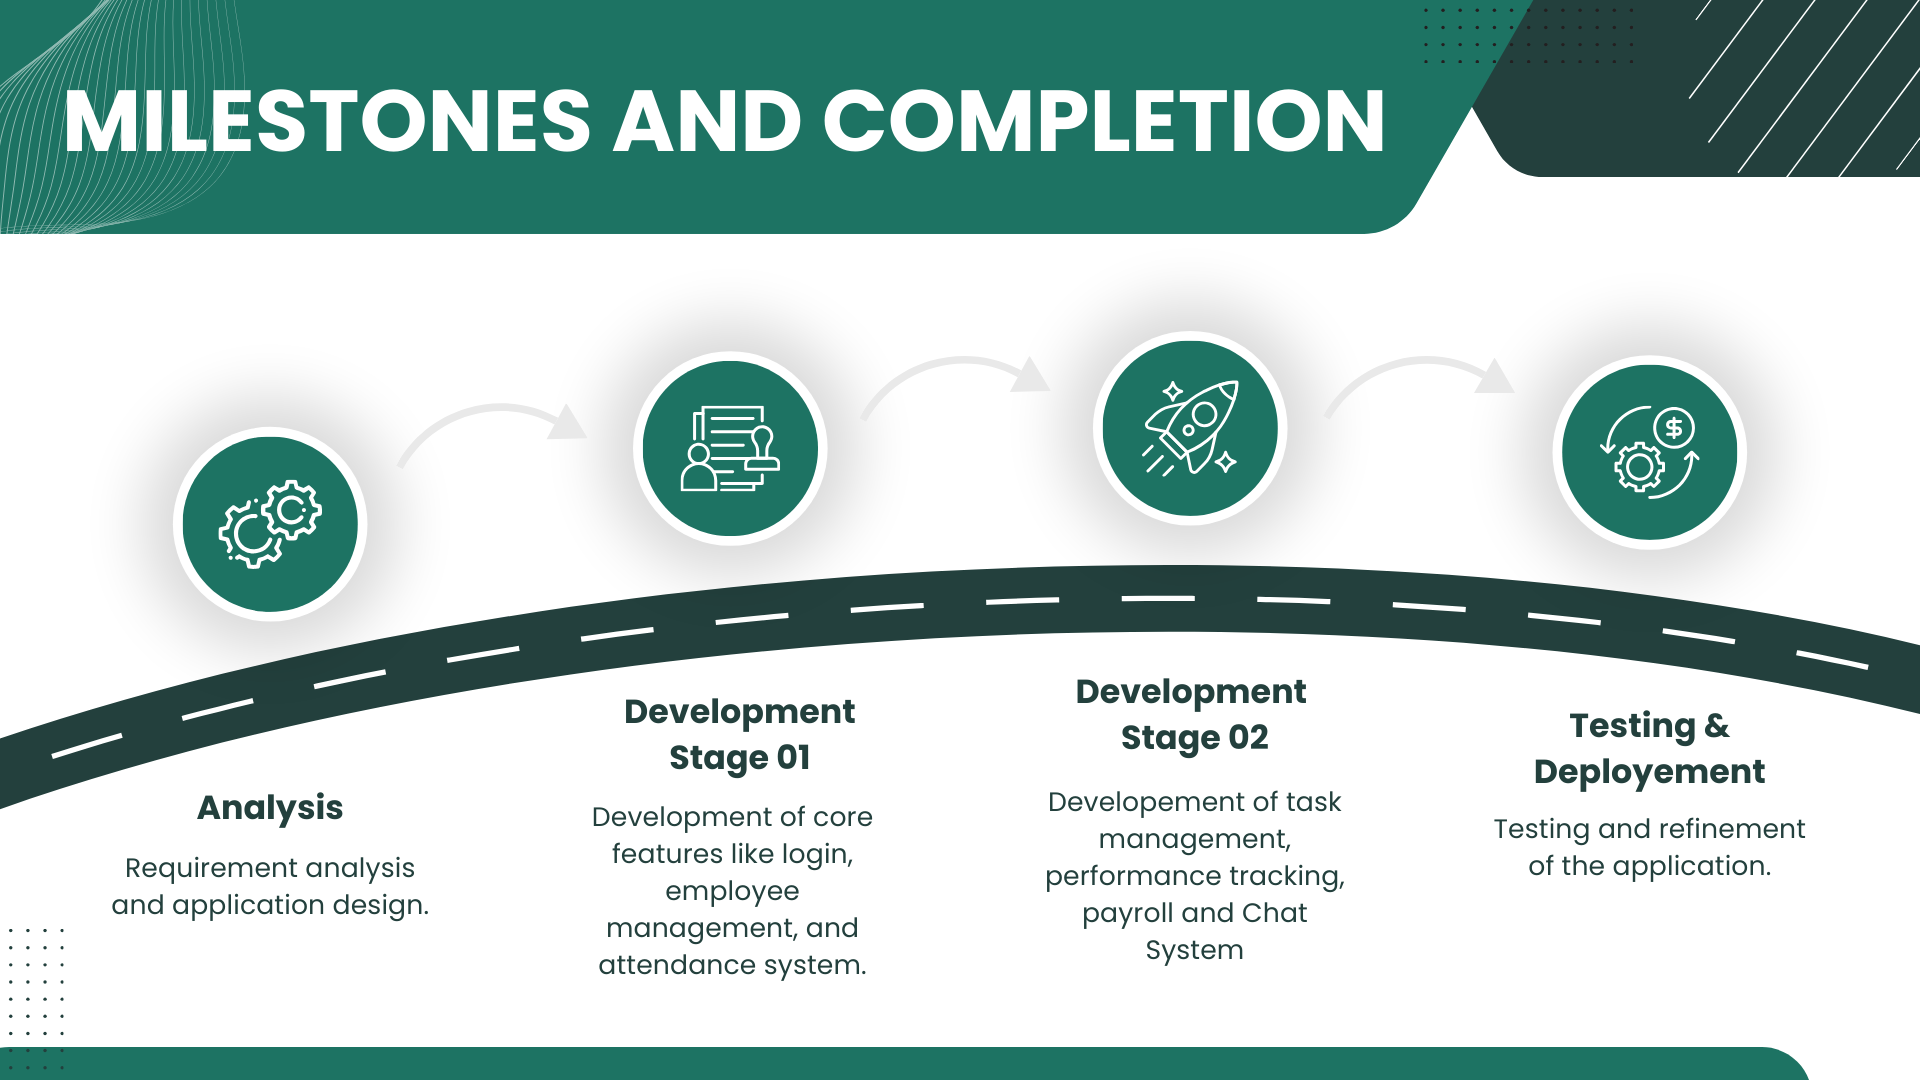 MILESTONES AND COMPLETION
Analysis
Requirement analysis
and application design.
Development
Stage 01
Development of core
features like login,
employee
management, and
attendance system.
Development
Stage 02
Developement of task
management,
performance tracking,
payroll and Chat
System
Testing &
Deployement
Testing and refinement
of the application.